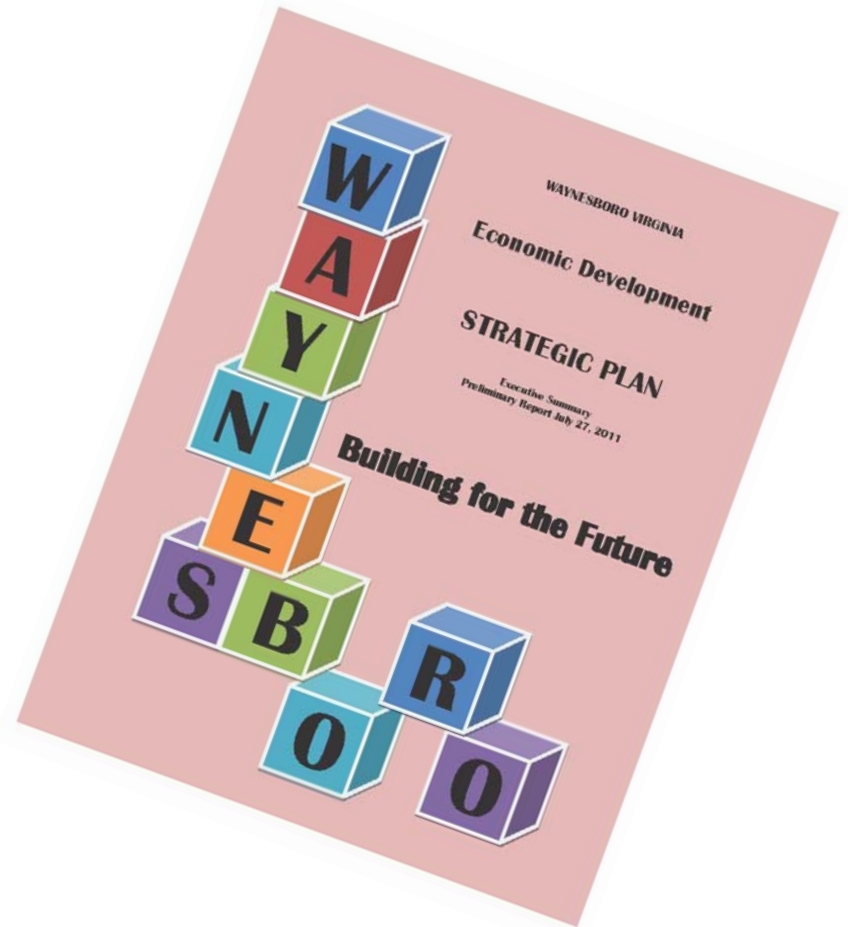 W
A
Y
N
E
S B
O
R
O
WAYNESBORO VIRGINIA
Economic Development
STRATEGIC PLAN
Executive Summary
Preliminary Report July 27, 2011
Building for the Future